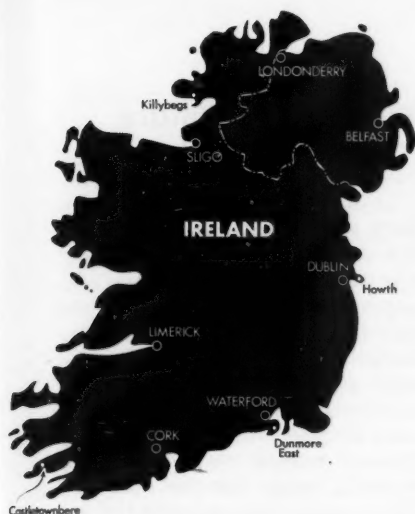 LONDONDERRY
Killybegs
BELFAST
SLIGO
IRELAND
DUBLIN
Howth
LIMERICK
WATERFORD
Dunmore
East
CORK
Castletownbere